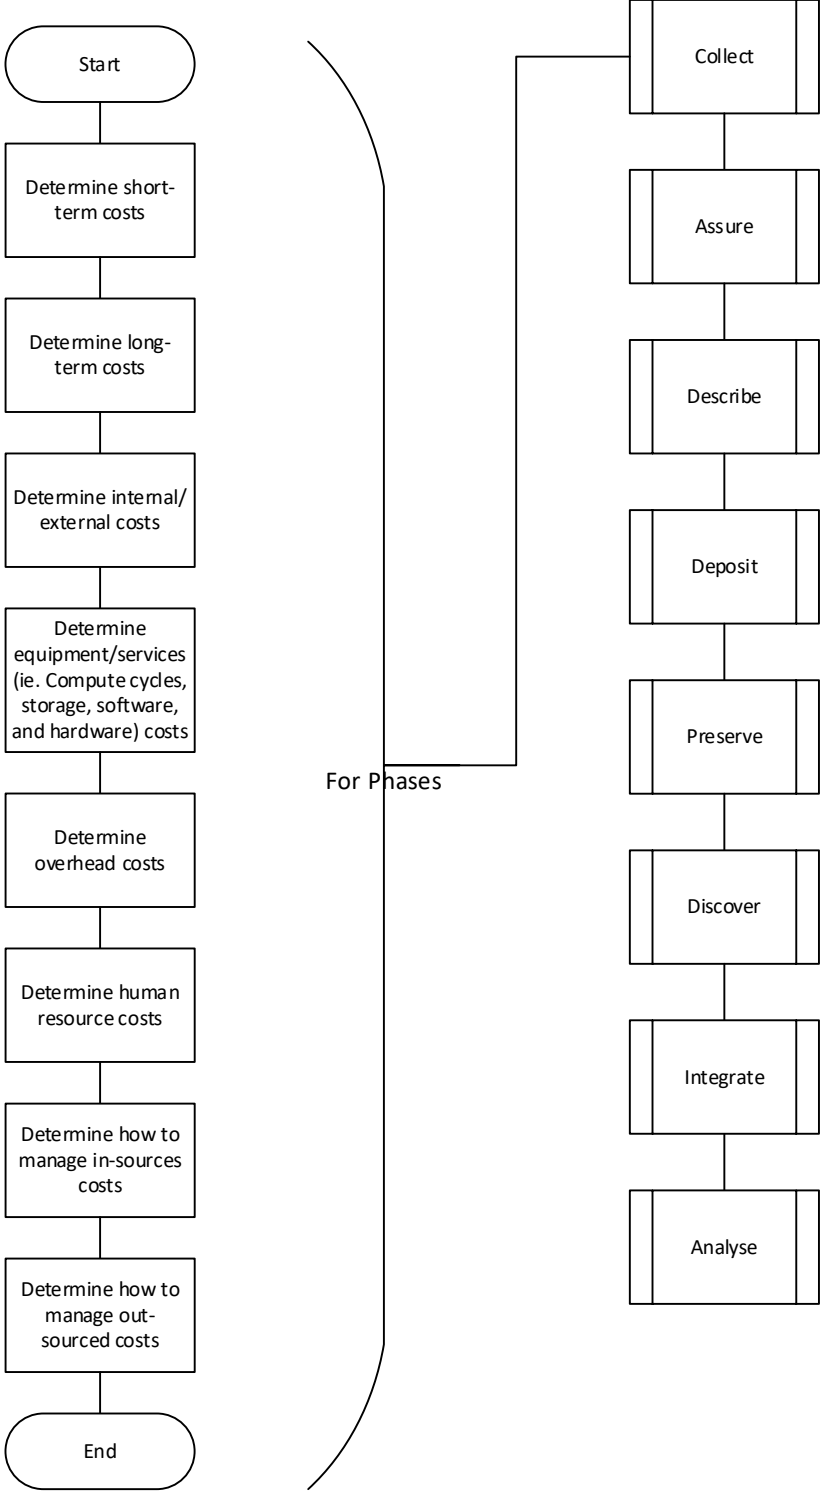 Start
Determine short-
term costs
Determine long-
term costs
Determine internal/
external costs
Determine
equipment/services
(ie. Compute cycles,
storage, software,
and hardware) costs
Determine
overhead costs
Determine human
resource costs
Determine how to
manage in-sources
costs
Determine how to
manage out-
sourced costs
End
For Phases
Collect
Assure
Describe
Deposit
Preserve
Discover
Integrate
Analyse